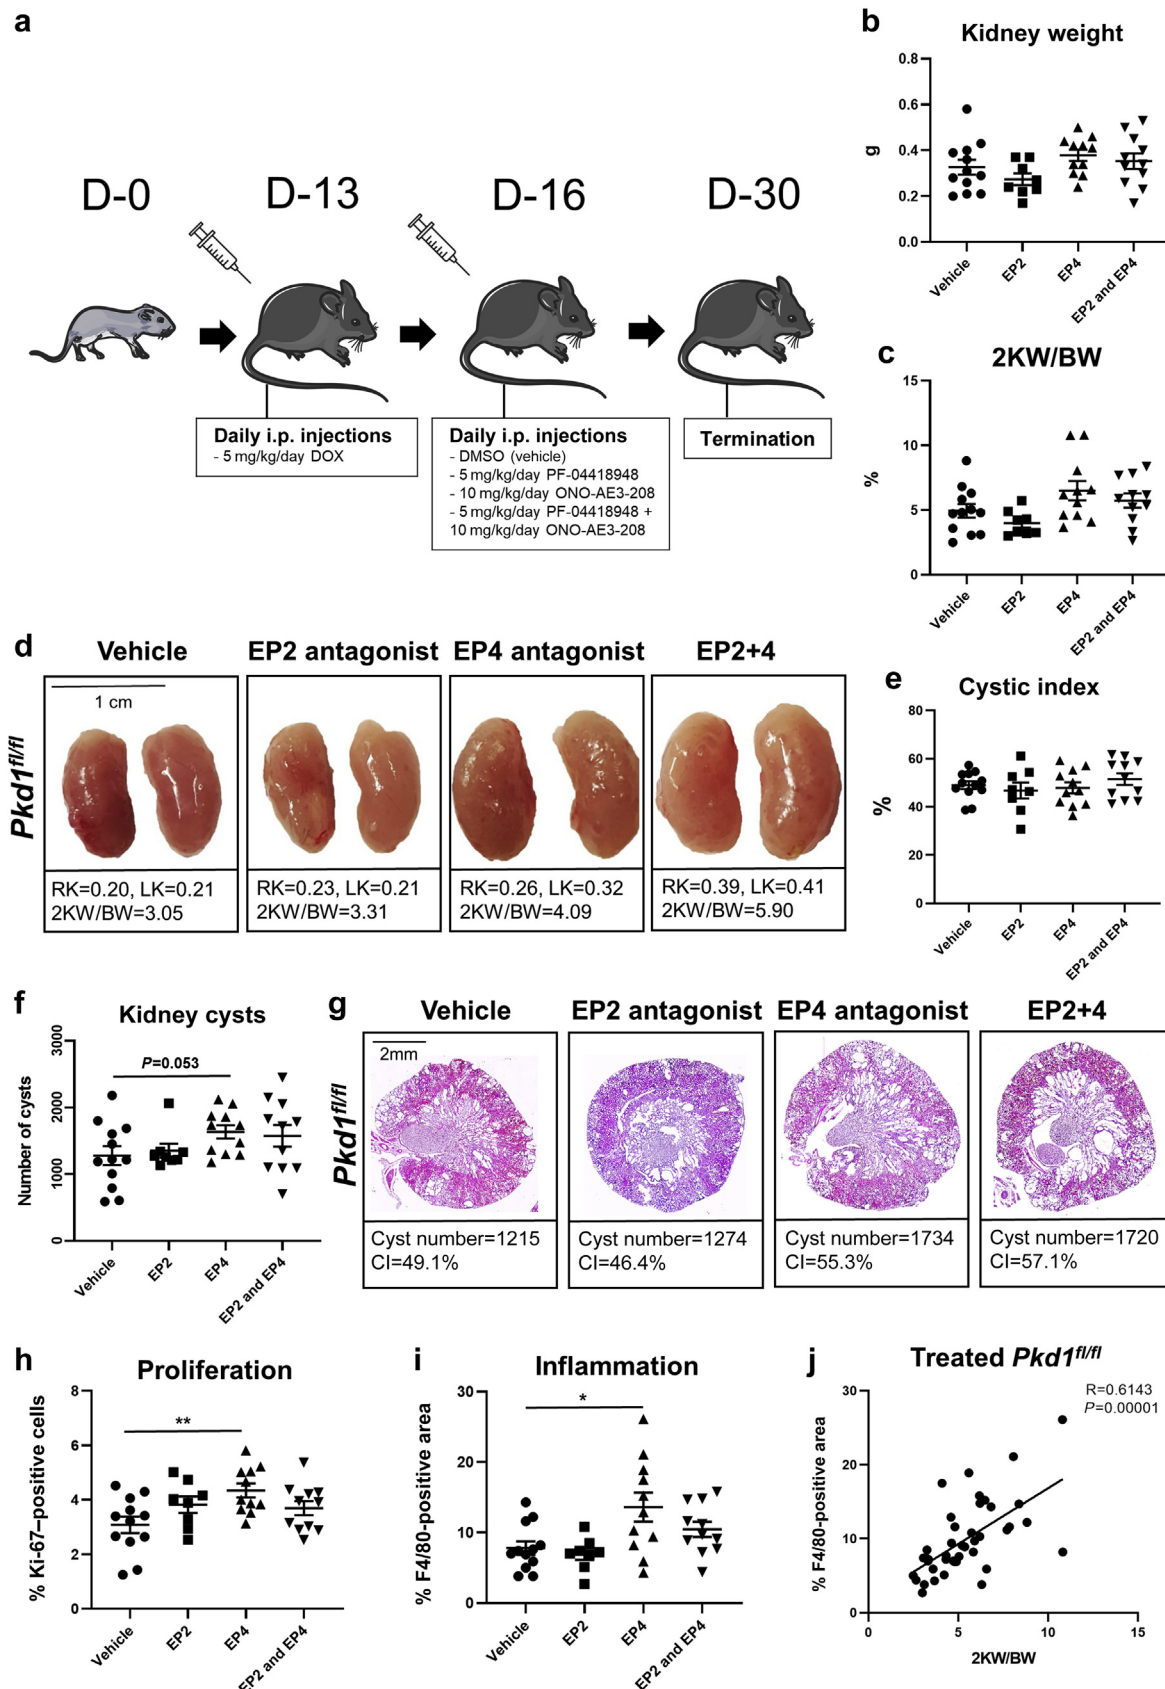 a
D-0
D-13
D-16
D-30
Daily i.p. injections
- 5 mg/kg/day DOX
Daily i.p. injections
- DMSO (vehicle)
- 5 mg/kg/day PF-04418948
- 10 mg/kg/day ONO-AE3-208
- 5 mg/kg/day PF-04418948 +
10 mg/kg/day ONO-AE3-208
Termination
b
Kidney weight
g
0.8
0.6
0.4
0.2
0.0
Vehicle
EP2
EP4
EP2 and EP4
c
2KW/BW
%
15
10
5
0
Vehicle
EP2
EP4
EP2 and EP4
d
Vehicle
EP2 antagonist
EP4 antagonist
EP2+4
Pkd1fl/fl
1 cm
RK=0.20, LK=0.21
2KW/BW=3.05
RK=0.23, LK=0.21
2KW/BW=3.31
RK=0.26, LK=0.32
2KW/BW=4.09
RK=0.39, LK=0.41
2KW/BW=5.90
e
Cystic index
%
80
60
40
20
0
Vehicle
EP2
EP4
EP2 and EP4
f
Kidney cysts
Number of cysts
3000
2000
1000
0
P=0.053
Vehicle
EP2
EP4
EP2 and EP4
g
Vehicle
EP2 antagonist
EP4 antagonist
EP2+4
Pkd1fl/fl
2mm
Cyst number=1215
CI=49.1%
Cyst number=1274
CI=46.4%
Cyst number=1734
CI=55.3%
Cyst number=1720
CI=57.1%
h
Proliferation
% Ki-67–positive cells
8
6
4
2
0
**
Vehicle
EP2
EP4
EP2 and EP4
i
Inflammation
% F4/80-positive area
30
20
10
0
*
Vehicle
EP2
EP4
EP2 and EP4
j
Treated Pkd1fl/fl
R=0.6143
P=0.00001
% F4/80-positive area
30
20
10
0
0
5
10
15
2KW/BW